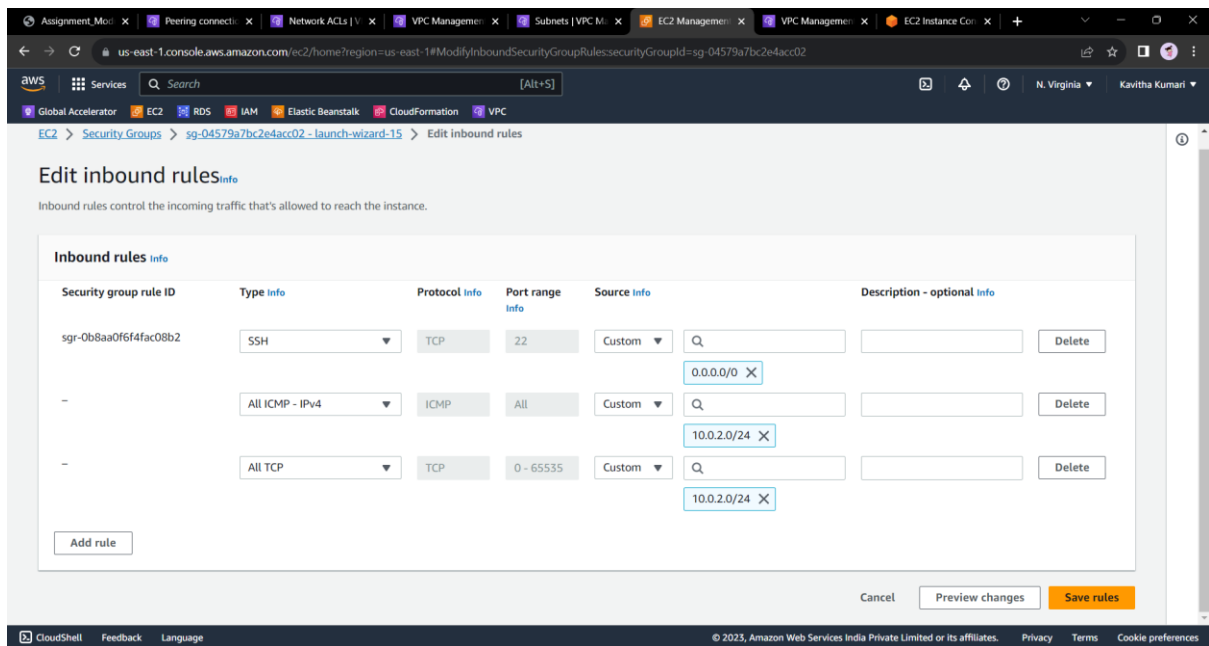 Assignment_Mod Peering connectic Network ACLs | V VPC Managemen Subnets | VPC Ma EC2 Management VPC Managemen EC2 Instance Con
us-east-1.console.aws.amazon.com/ec2/home?region=us-east-1#ModifyInboundSecurityGroupRules:securityGroupId=sg-04579a7bc2e4acc02
aws Services Search [Alt+S] N. Virginia Kavitha Kumari
Global Accelerator EC2 RDS IAM Elastic Beanstalk CloudFormation VPC
EC2 > Security Groups > sg-04579a7bc2e4acc02 - launch-wizard-15 > Edit inbound rules
Edit inbound rules Info
Inbound rules control the incoming traffic that's allowed to reach the instance.
Inbound rules Info
Security group rule ID Type Info Protocol Info Port range Info Source Info Description - optional Info
sgr-0b8aa0f6f4fac08b2 SSH TCP 22 Custom Delete
0.0.0.0/0
– All ICMP - IPv4 ICMP All Custom Delete
10.0.2.0/24
– All TCP TCP 0 - 65535 Custom Delete
10.0.2.0/24
Add rule
Cancel Preview changes Save rules
CloudShell Feedback Language © 2023, Amazon Web Services India Private Limited or its affiliates. Privacy Terms Cookie preferences